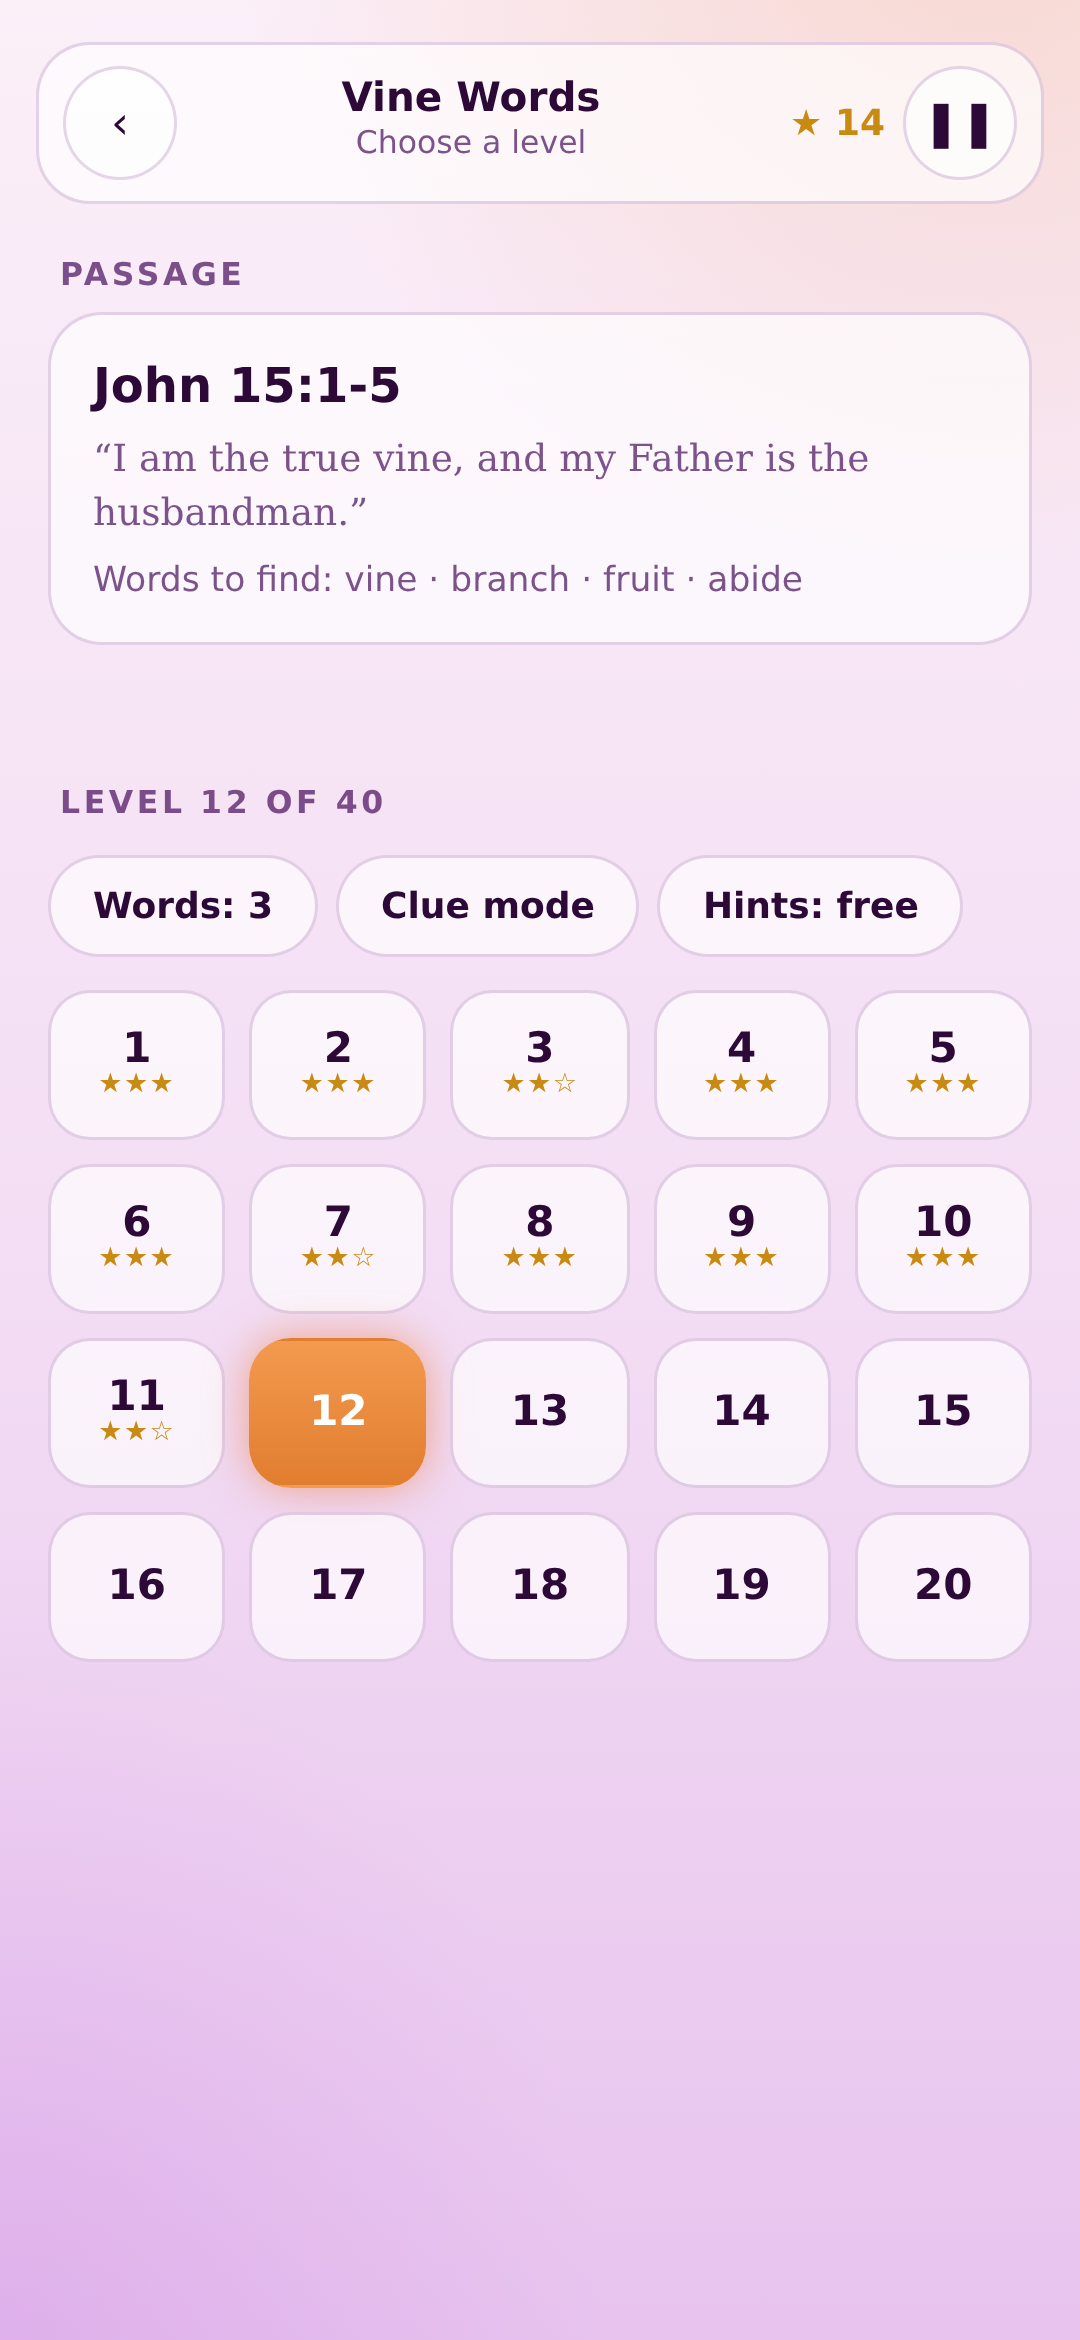 ‹
Vine Words
Choose a level
★ 14
PASSAGE
John 15:1-5
“I am the true vine, and my Father is the
husbandman.”
Words to find: vine · branch · fruit · abide
LEVEL 12 OF 40
Words: 3 Clue mode Hints: free
1 2 3 4 5
★★★ ★★★ ★★☆ ★★★ ★★★
6 7 8 9 10
★★★ ★★☆ ★★★ ★★★ ★★★
11 12 13 14 15
★★☆
16 17 18 19 20